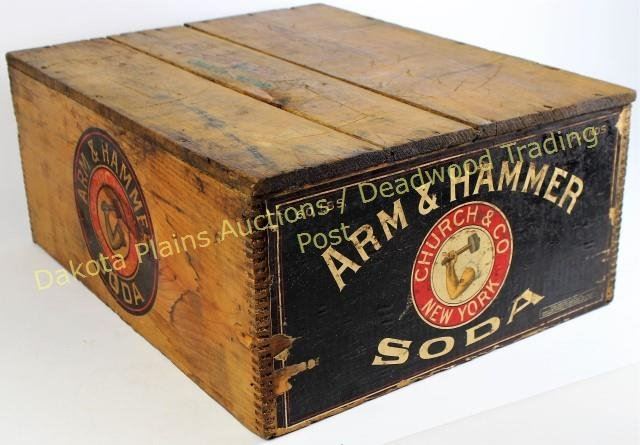 ARM & HAMMER
SODA
ARM & HAMMER
CHURCH & CO
NEW YORK
SODA
Dakota Plains Auctions / Deadwood Trading
Post